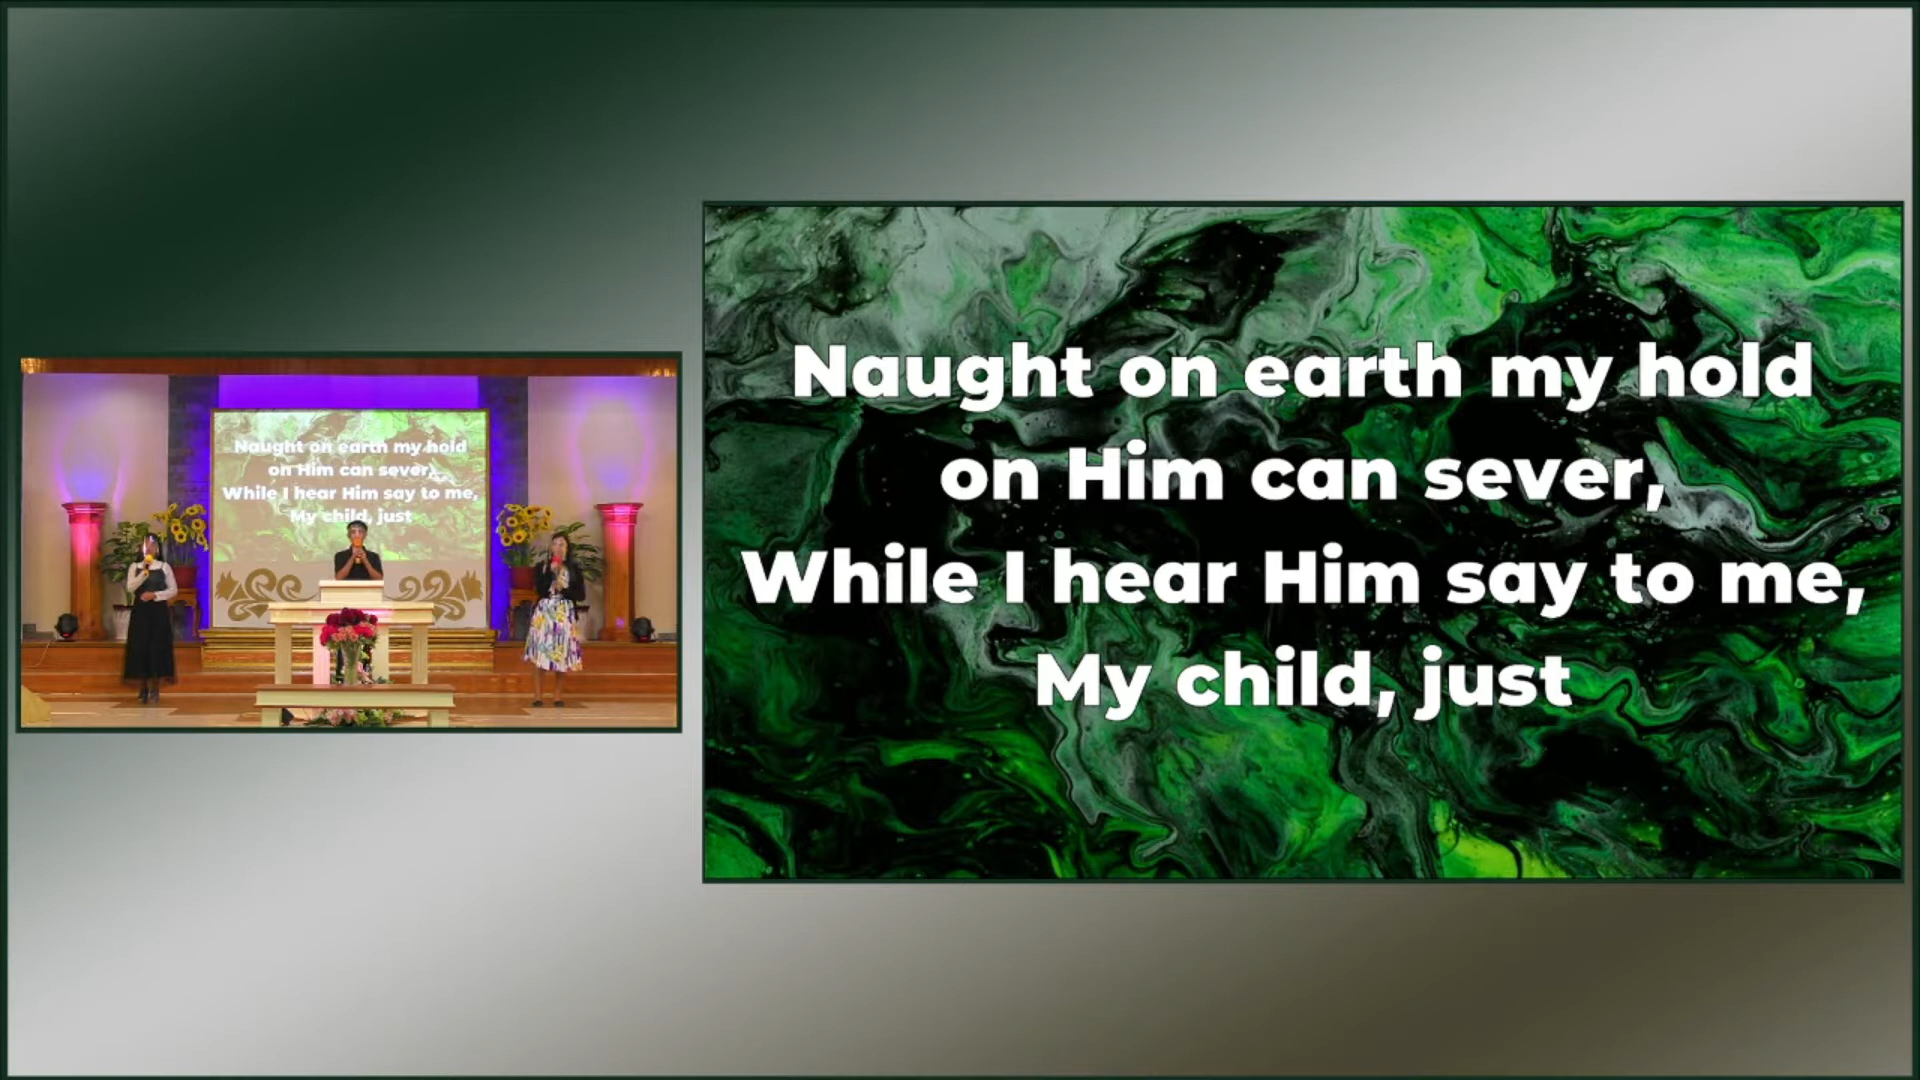 Naught on earth my hold
on Him can sever,
While I hear Him say to me,
My child, just
Naught on earth my hold
on Him can sever,
While I hear Him say to me,
My child, just